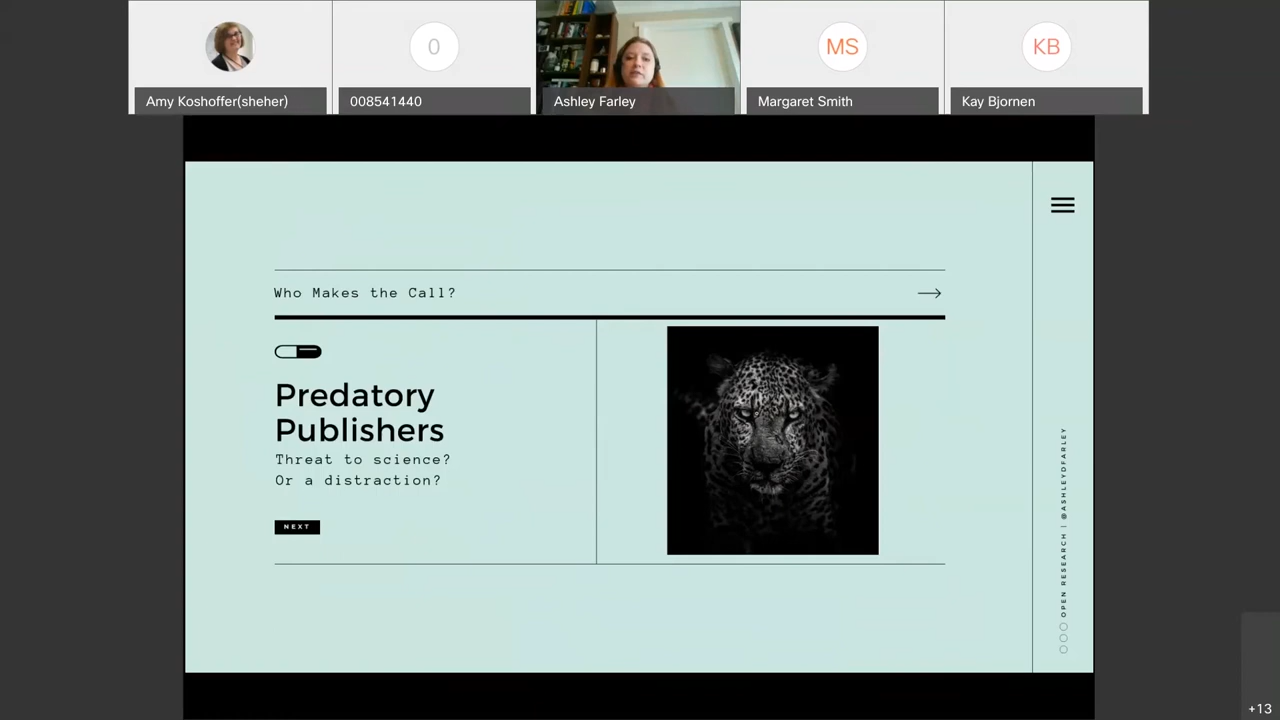 Amy Koshoffer(sheher)
0
008541440
Ashley Farley
MS
Margaret Smith
KB
Kay Bjornen
Who Makes the Call?
Predatory
Publishers
Threat to science?
Or a distraction?
NEXT
OPEN RESEARCH | @ASHLEYDFARLEY
+13